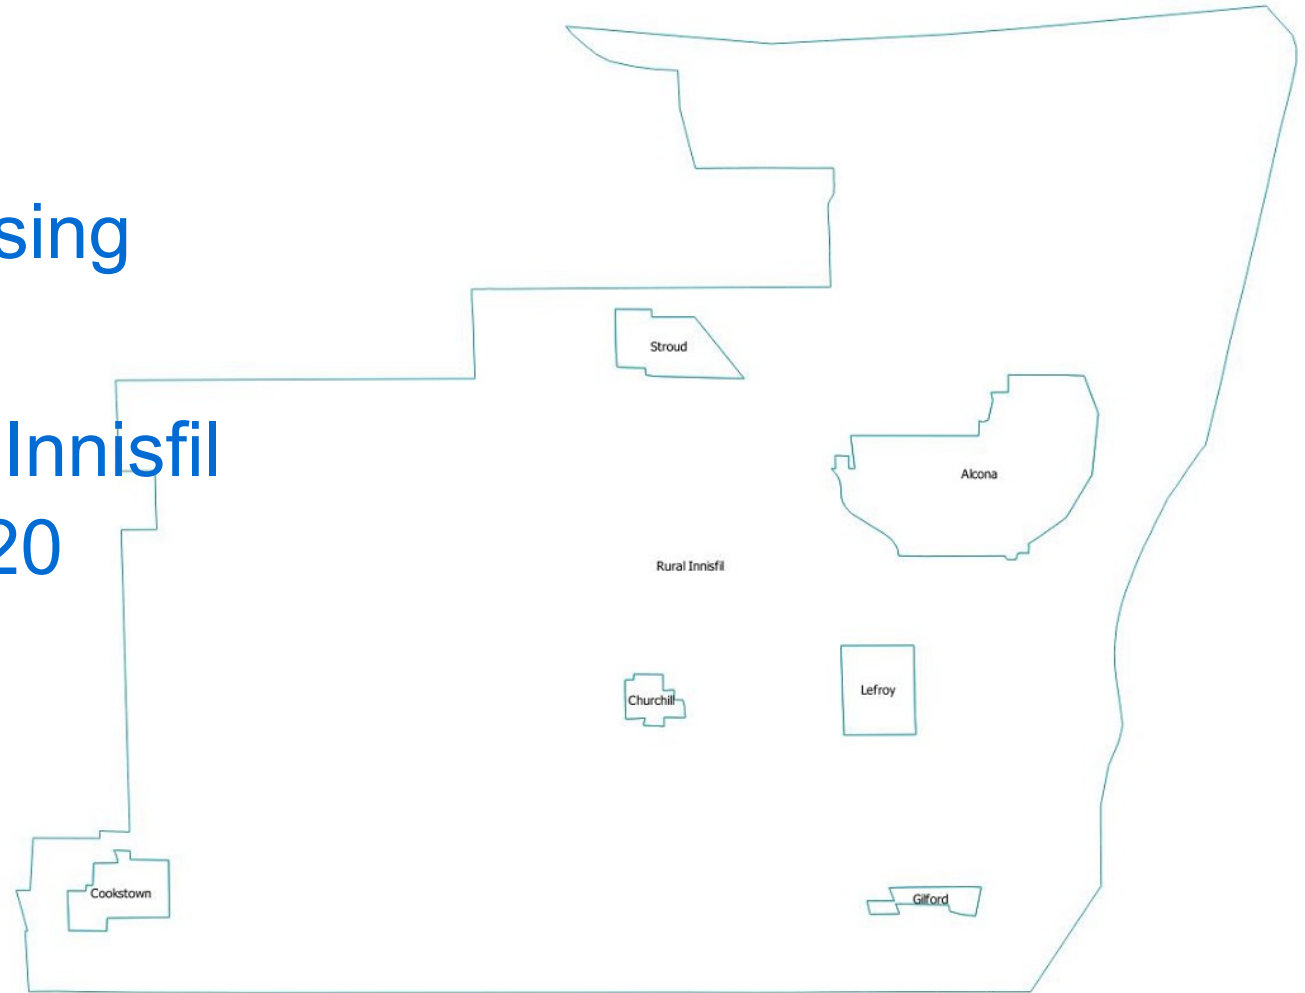 sing
Stroud
Innisfil
Alcona
20
Rural Innisfil
Churchill
Lefroy
Cookstown
Gilford